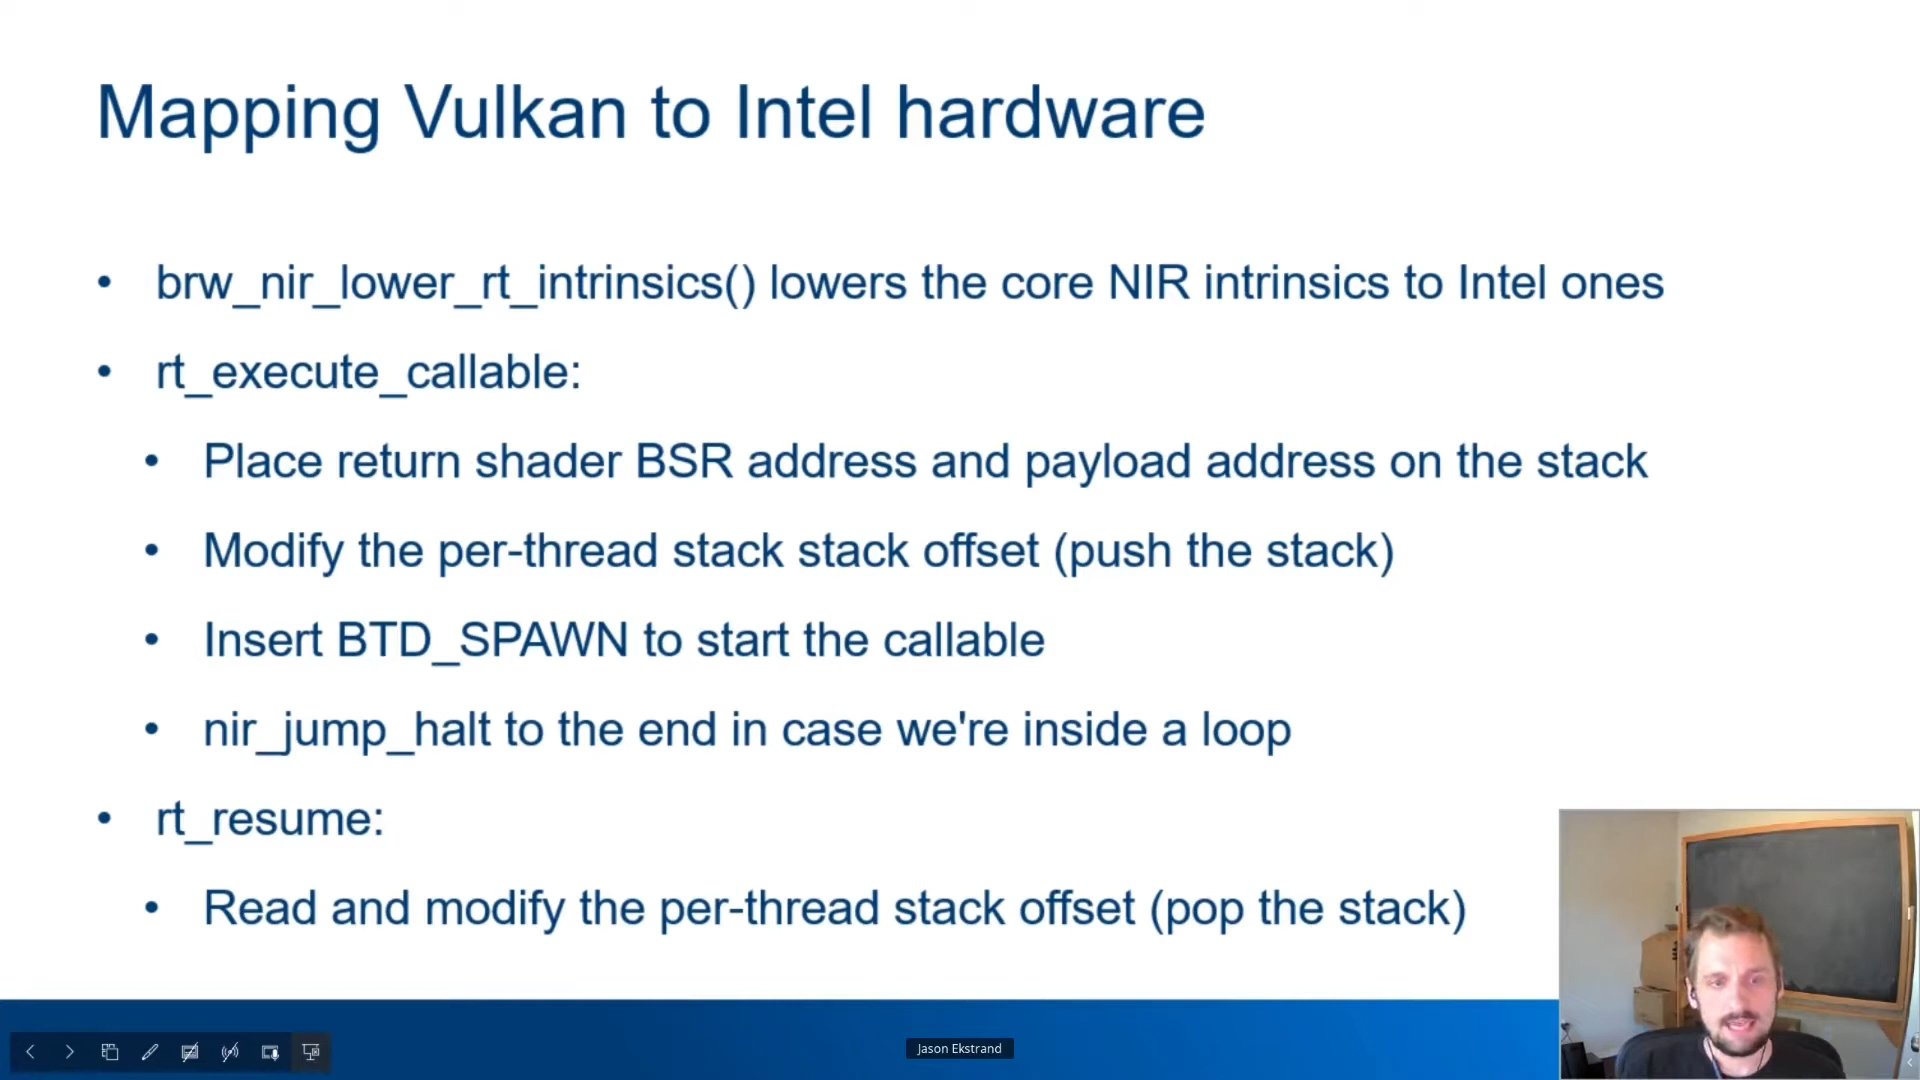 Mapping Vulkan to Intel hardware
• brw_nir_lower_rt_intrinsics() lowers the core NIR intrinsics to Intel ones
• rt_execute_callable:
• Place return shader BSR address and payload address on the stack
• Modify the per-thread stack stack offset (push the stack)
• Insert BTD_SPAWN to start the callable
• nir_jump_halt to the end in case we're inside a loop
• rt_resume:
• Read and modify the per-thread stack offset (pop the stack)
Jason Ekstrand